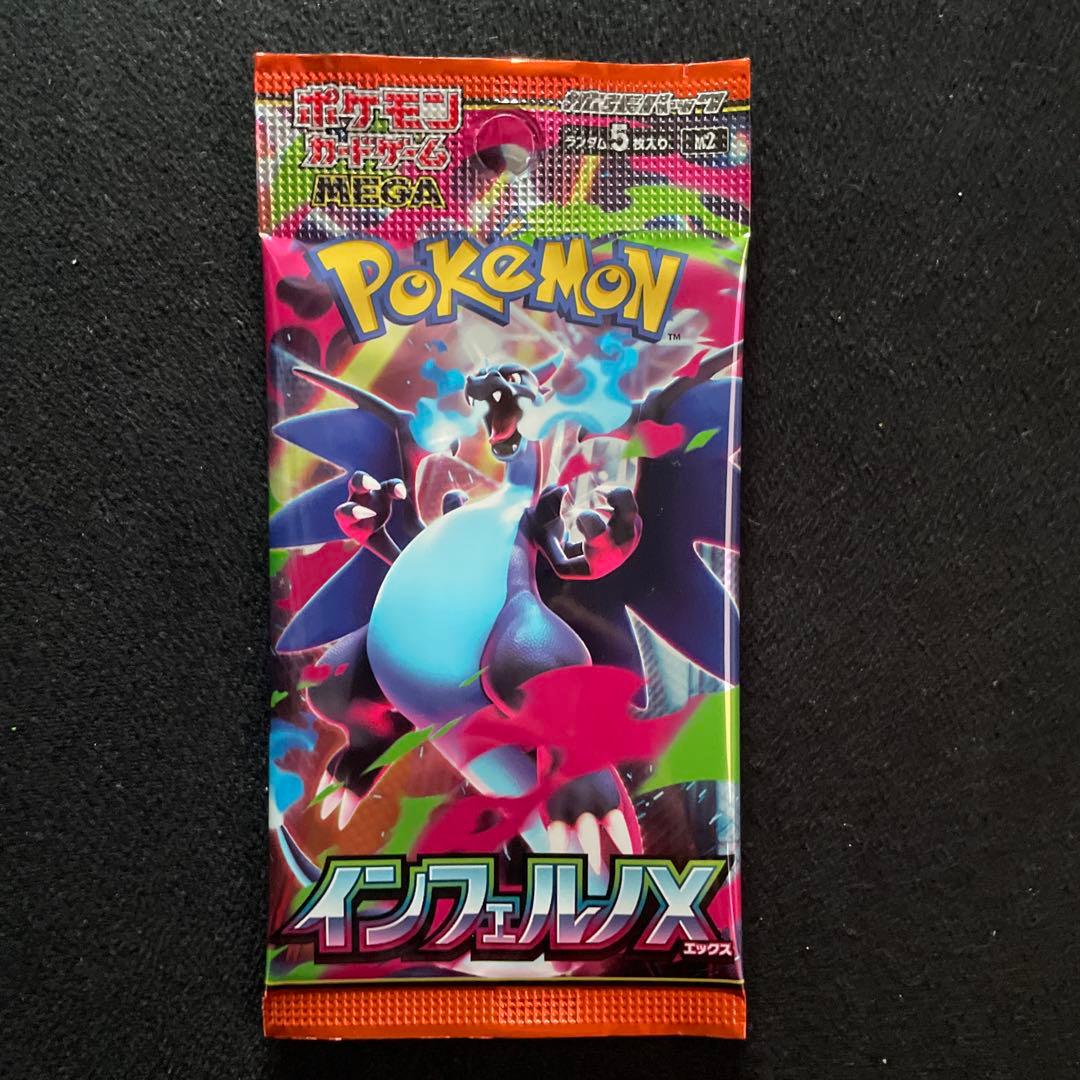 ポケモン
カードゲーム
MEGA
拡張パック
ランダム5枚入り
M2
POKéMON
TM
インフェルノX
エックス